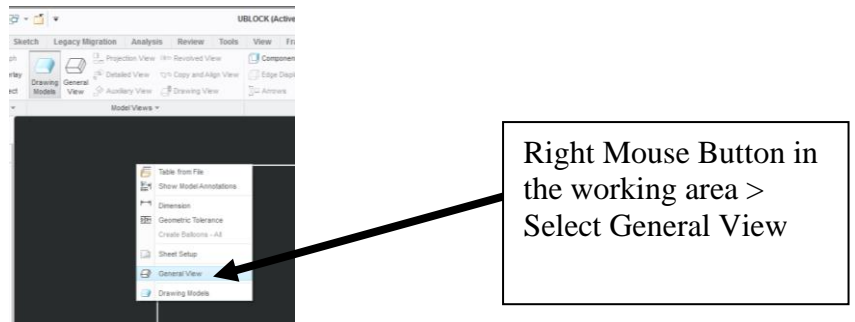 UBLOCK (Active
Sketch Legacy Migration Analysis Review Tools View Fra
Projection View Revolved View Component
Drawing Models General View Detailed View Copy and Align View Edge Displ
Auxiliary View Drawing View Arrows
Model Views
Table from File
Show Model Annotations
Dimension
Geometric Tolerance
Create Balloons - All
Sheet Setup
General View
Drawing Models
Right Mouse Button in
the working area >
Select General View